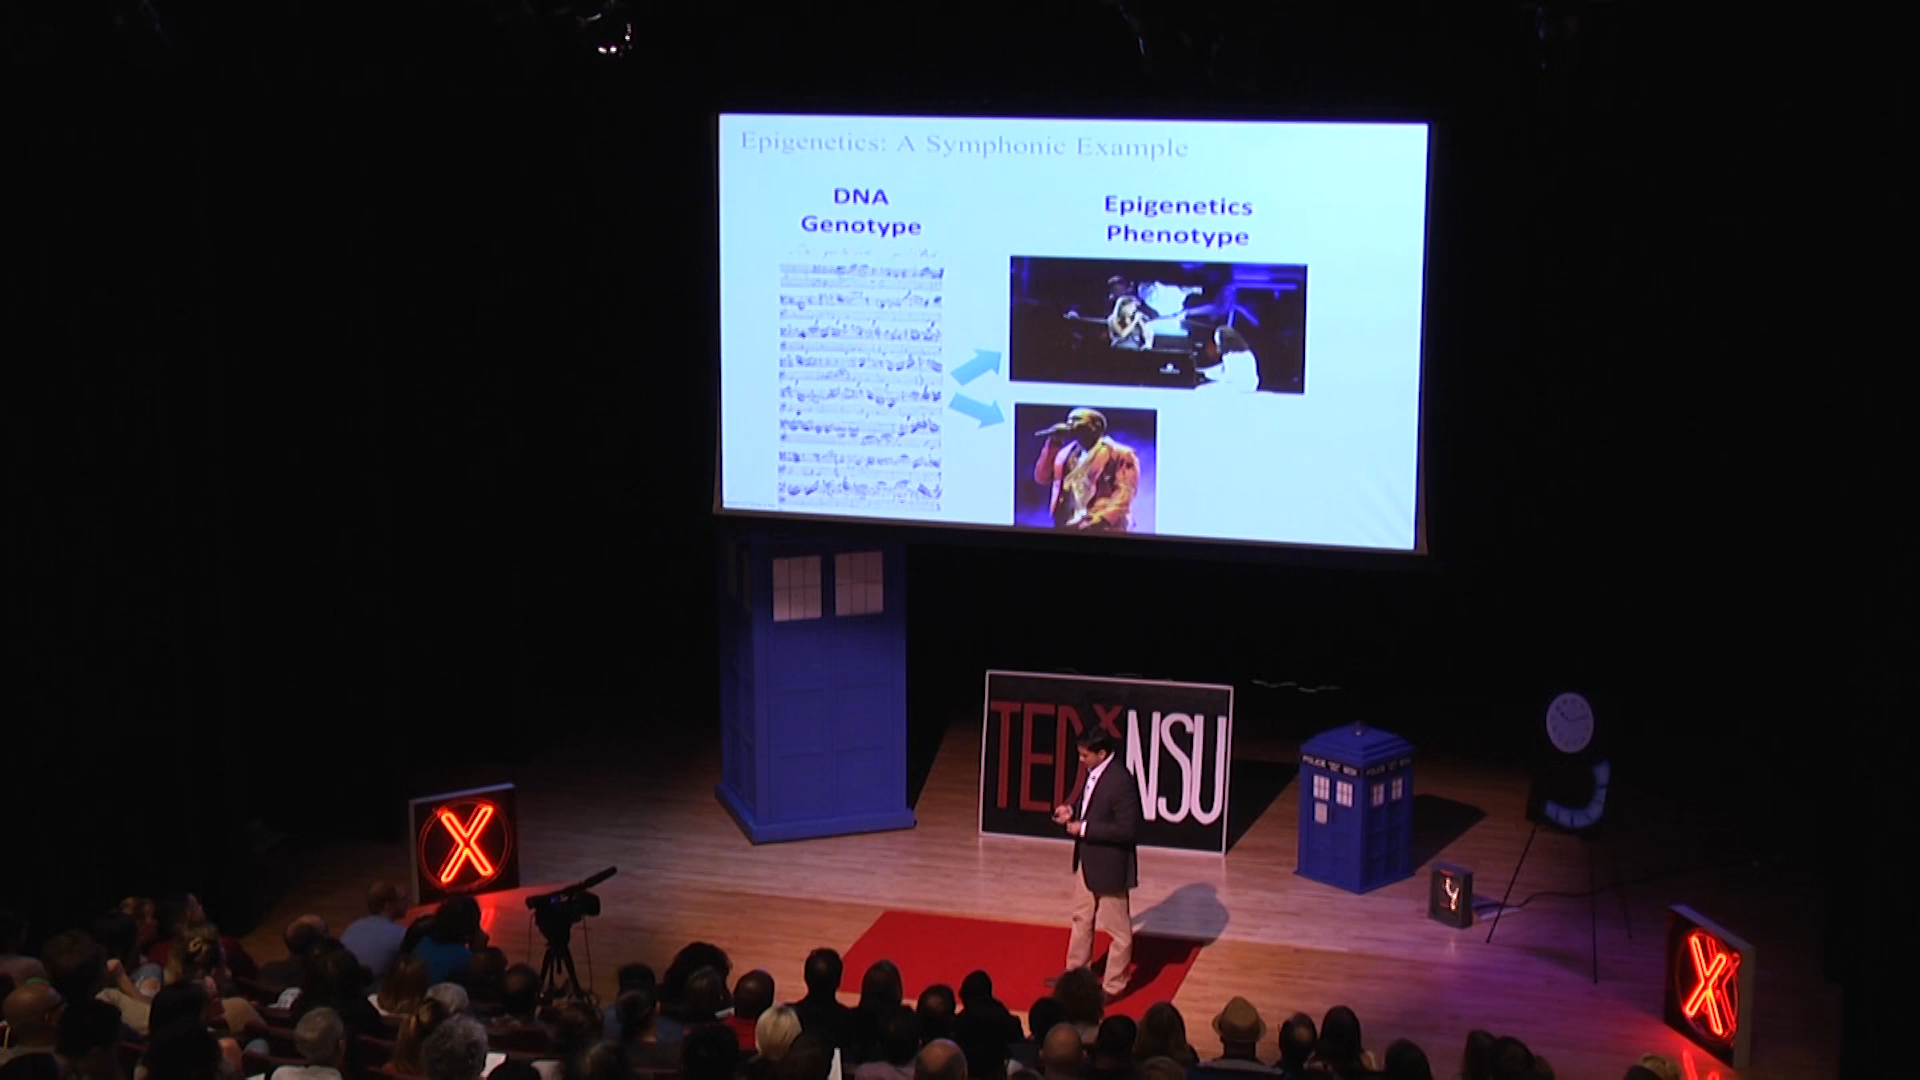 Epigenetics: A Symphonic Example
DNA
Genotype
Epigenetics
Phenotype
TEDxNSU
POLICE BOX
X
X